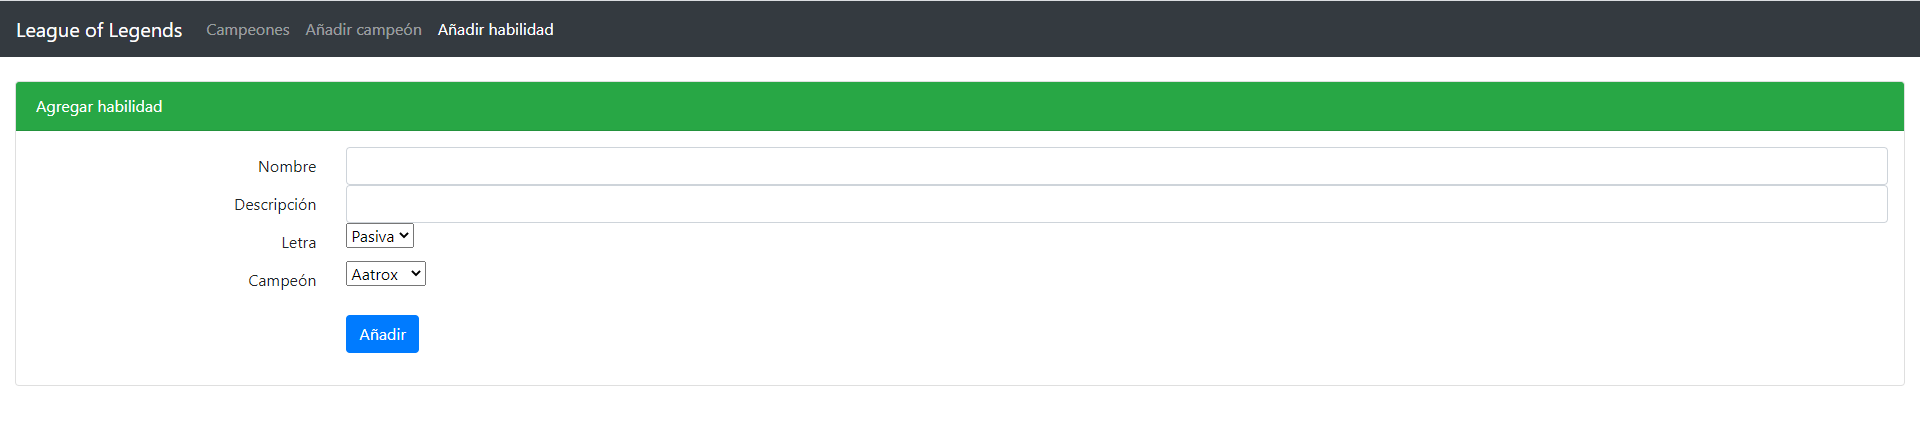 League of Legends Campeones Añadir campeón Añadir habilidad
Agregar habilidad
Nombre
Descripción
Letra Pasiva
Campeón Aatrox
Añadir